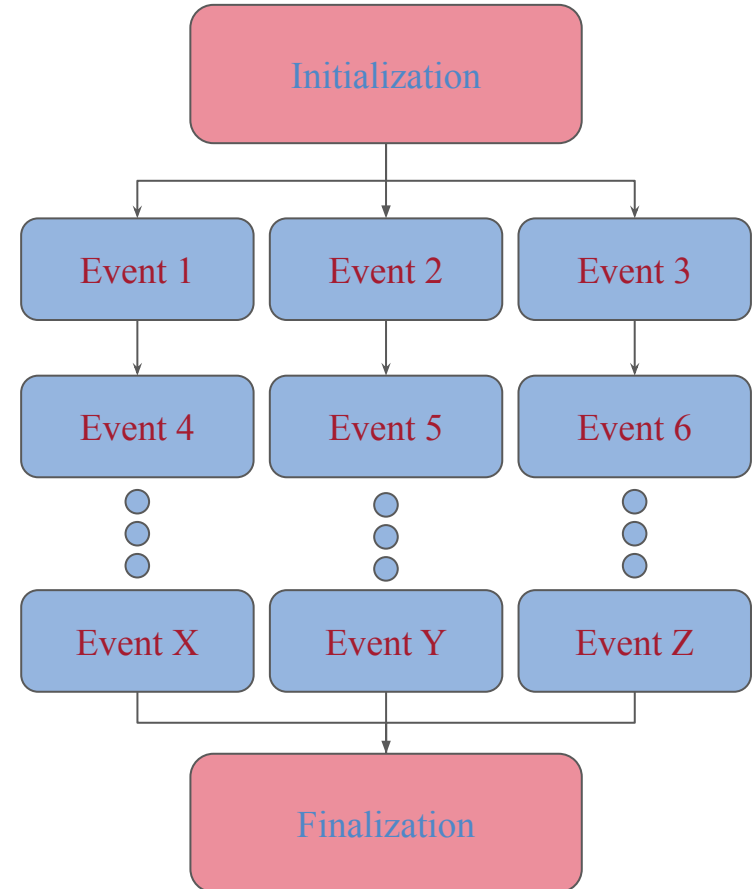 Initialization
Event 1
Event 2
Event 3
Event 4
Event 5
Event 6
Event X
Event Y
Event Z
Finalization